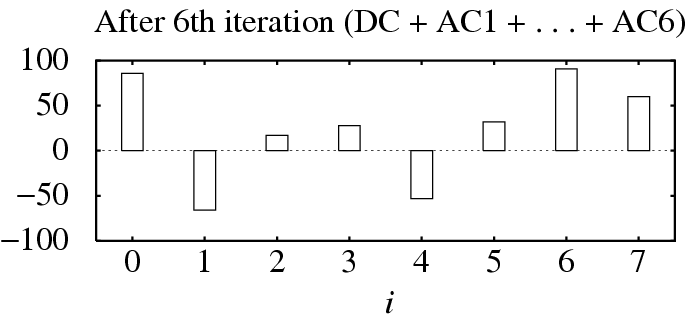 After 6th iteration (DC + AC1 + . . . + AC6)
100
50
0
−50
−100
0 1 2 3 4 5 6 7
i